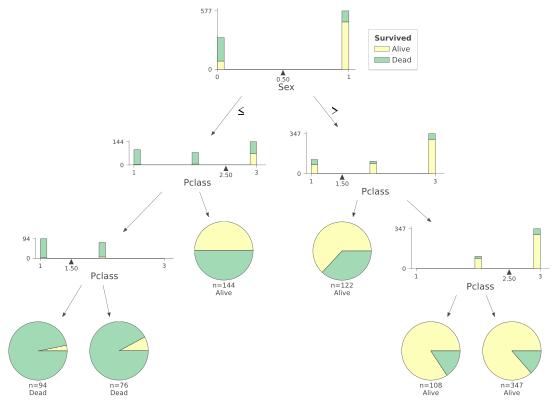 577
0
0
0.50
1
Sex
Survived
Alive
Dead
≤
>
144
0
1
2.50
3
Pclass
347
0
1
1.50
3
Pclass
94
0
1
1.50
3
Pclass
n=144
Alive
n=122
Alive
347
0
1
2.50
3
Pclass
n=94
Dead
n=76
Dead
n=108
Alive
n=347
Alive